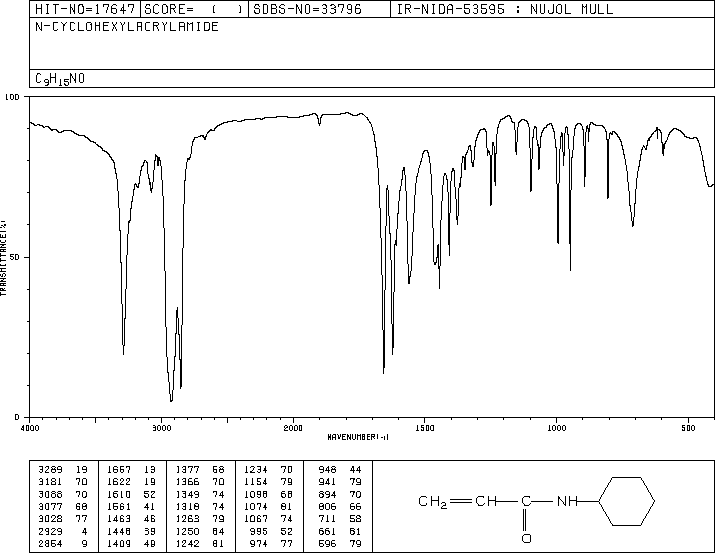 HIT-NO=17647 SCORE= ( ) SDBS-NO=33796 IR-NIDA-53595 : NUJOL MULL
N-CYCLOHEXYLACRYLAMIDE
C9H15NO
100
50
0
TRANSMITTANCE(%)
4000 3000 2000 1500 1000 500
WAVENUMBER(-1)
3289 19 1657 13 1377 58 1234 70 948 44
3181 70 1622 19 1366 70 1154 79 941 79
3088 70 1610 52 1349 74 1098 68 894 70
3077 68 1561 41 1318 74 1074 81 806 66
3028 77 1463 46 1263 79 1067 74 711 58
2929 4 1448 39 1250 84 995 52 661 81
2854 9 1409 49 1242 81 974 77 596 79
CH2 CH C NH
O